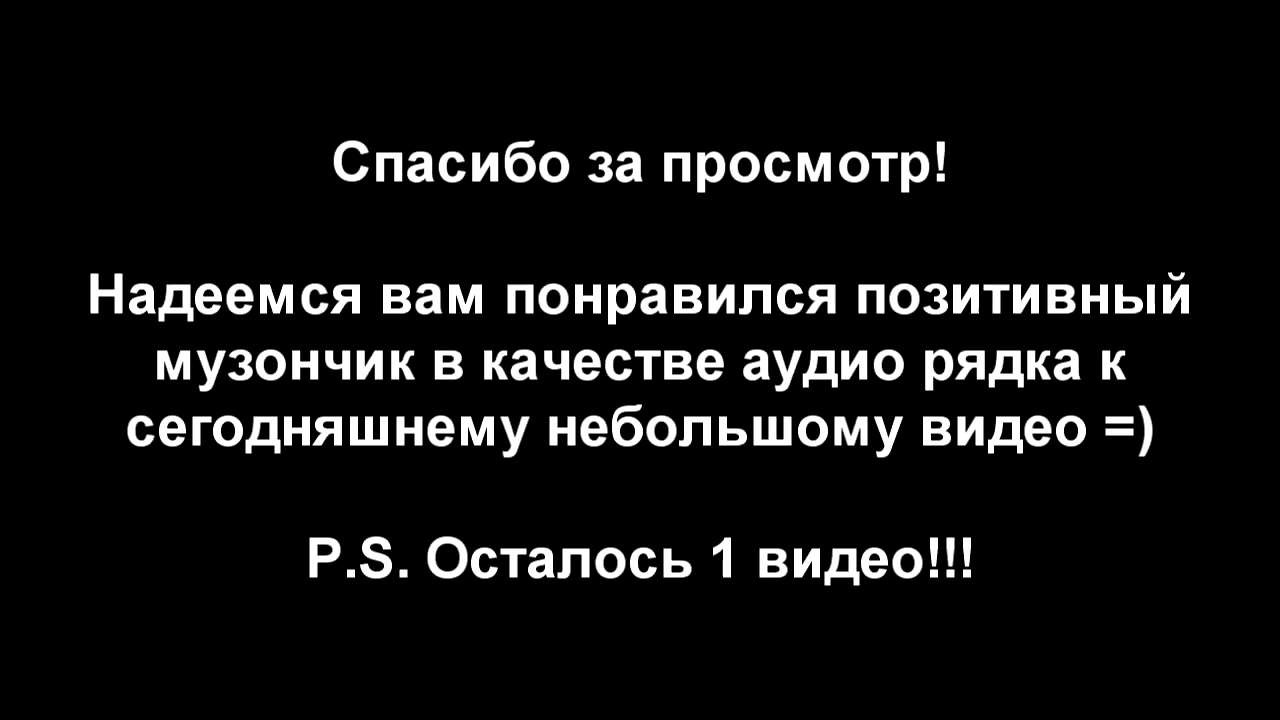 Спасибо за просмотр!
Надеемся вам понравился позитивный
музончик в качестве аудио рядка к
сегодняшнему небольшому видео =)
P.S. Осталось 1 видео!!!